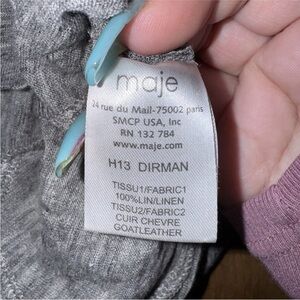 maje
24 rue du Mail-75002 paris
SMCP USA, Inc
RN 132 784
www.maje.com
H13 DIRMAN
TISSU1/FABRIC1
100%LIN/LINEN
TISSU2/FABRIC2
CUIR CHEVRE
GOATLEATHER